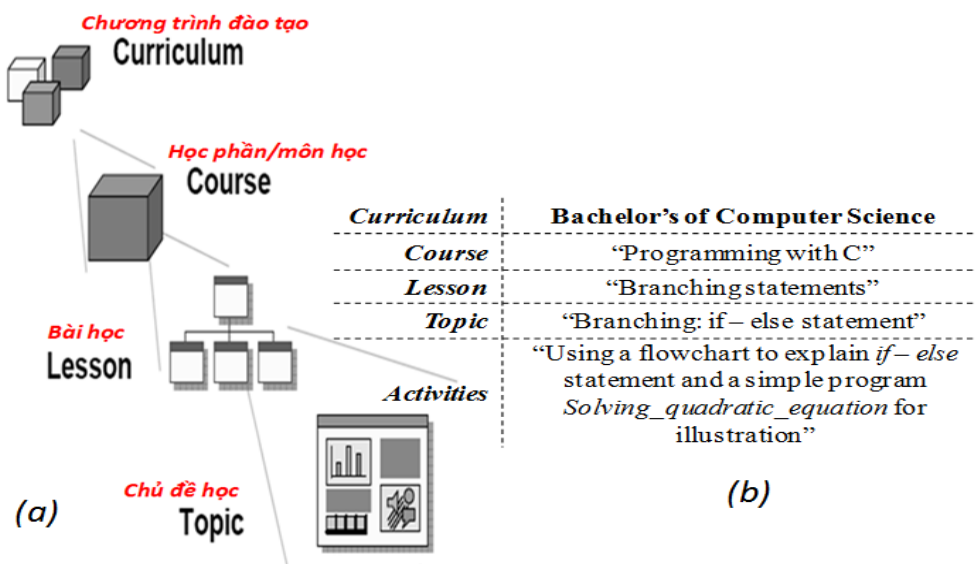 Chương trình đào tạo
Curriculum
Học phần/môn học
Course
Bài học
Lesson
Chủ đề học
Topic
(a)
Curriculum Bachelor’s of Computer Science
Course “Programming with C”
Lesson “Branching statements”
Topic “Branching: if – else statement”
Activities “Using a flowchart to explain if – else
statement and a simple program
Solving_quadratic_equation for
illustration”
(b)